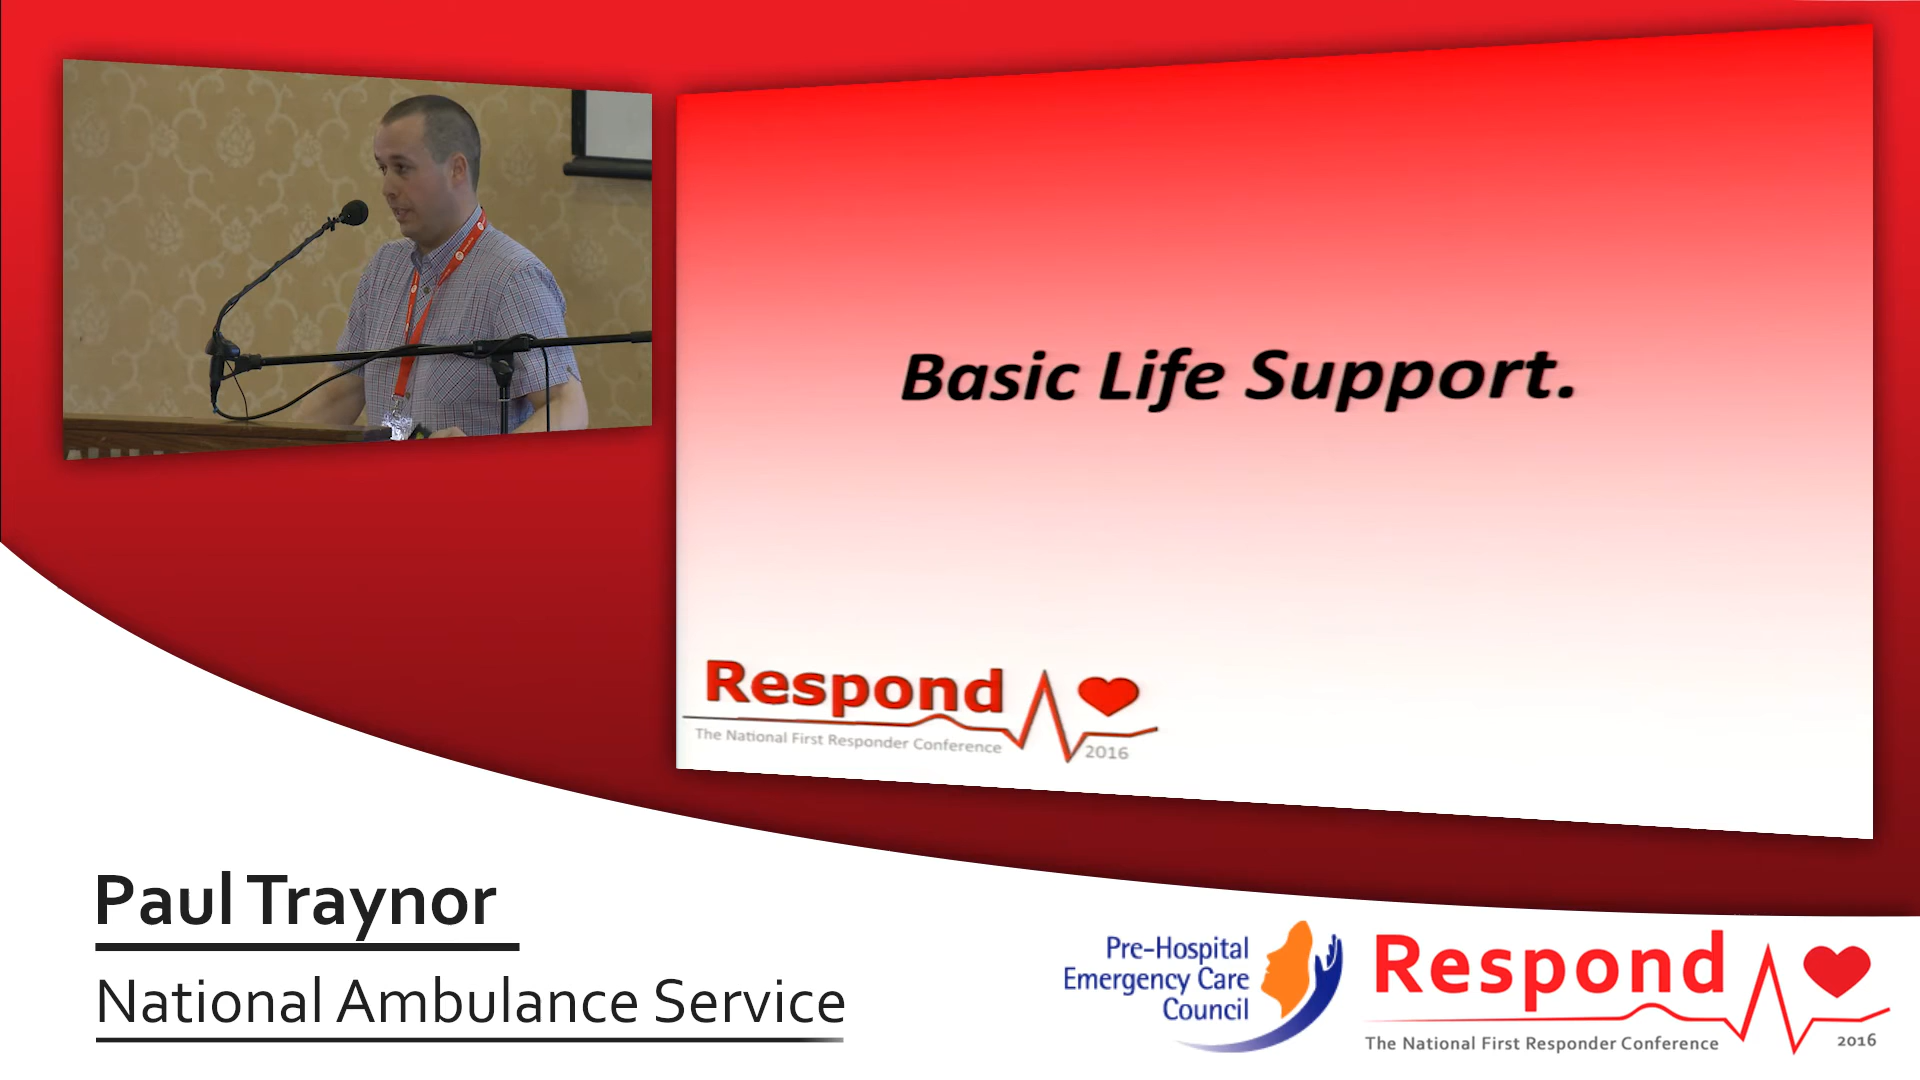 Basic Life Support.
Respond
The National First Responder Conference
2016
Paul Traynor
National Ambulance Service
Pre-Hospital
Emergency Care
Council
Respond
The National First Responder Conference
2016